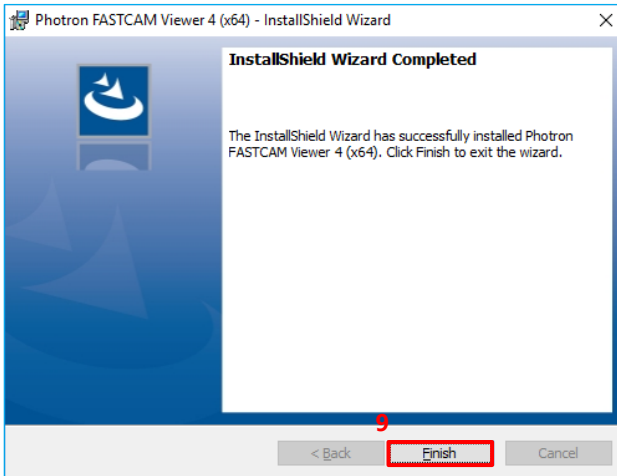 Photron FASTCAM Viewer 4 (x64) - InstallShield Wizard
InstallShield Wizard Completed
The InstallShield Wizard has successfully installed Photron
FASTCAM Viewer 4 (x64). Click Finish to exit the wizard.
9
< Back Finish Cancel